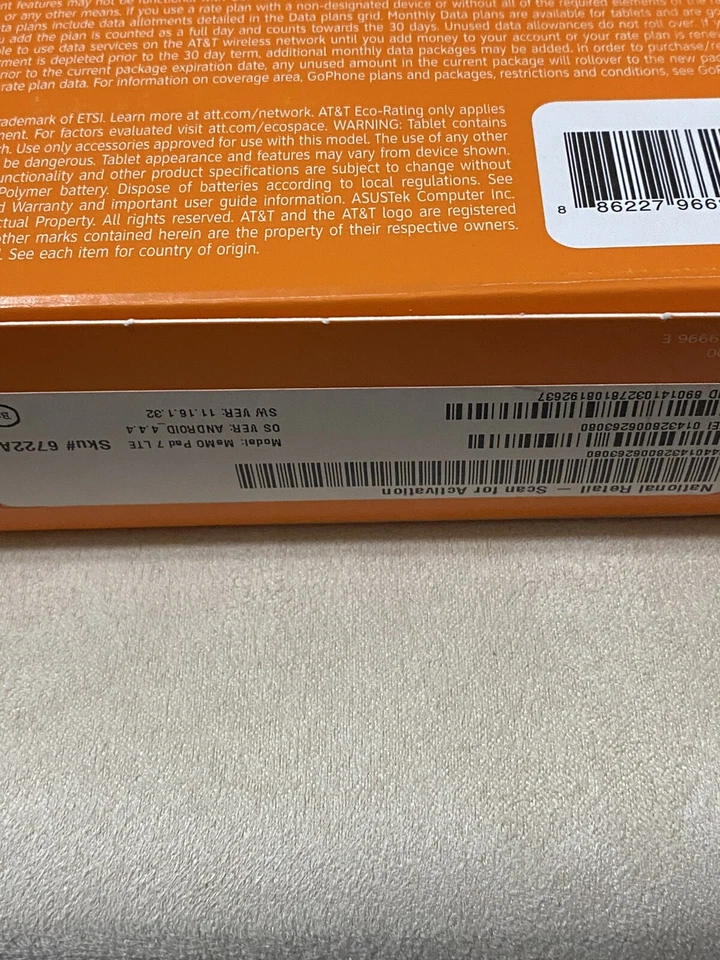 or any other means. If you use a rate plan with a non-designated device or without all of the required elements of the
ta plans include data allotments detailed in the Data plans grid. Monthly Data plans are available for tablets and
add the plan is counted as a full day and counts towards the 30 days. Unused data allowances do not roll over.
le to use data services on the AT&T wireless network until you add money to your account or your rate plan is
ment is depleted prior to the 30 day term, additional monthly data packages may be added. In order to purchase/
rior to the current package expiration date, any unused amount in the current package will rollover to the new
rate plan data. For information on coverage area, GoPhone plans and packages, restrictions and conditions, see
rademark of ETSI. Learn more at att.com/network. AT&T Eco-Rating only applies
ment. For factors evaluated visit att.com/ecospace. WARNING: Tablet contains
h. Use only accessories approved for use with this model. The use of any other
be dangerous. Tablet appearance and features may vary from device shown.
unctionality and other product specifications are subject to change without
Polymer battery. Dispose of batteries according to local regulations. See
d Warranty and important user guide information. ASUSTek Computer Inc.
ctual Property. All rights reserved. AT&T and the AT&T logo are registered
other marks contained herein are the property of their respective owners.
. See each item for country of origin.
8 86227 966
National Retail — Scan for Activation
44014328006263080
Model: MeMO Pad 7 LTE
Sku# 6722A
EI 014328006263080
OS VER: ANDROID_4.4.4
SW VER: 11.16.1.32
ID 89014103278108192637